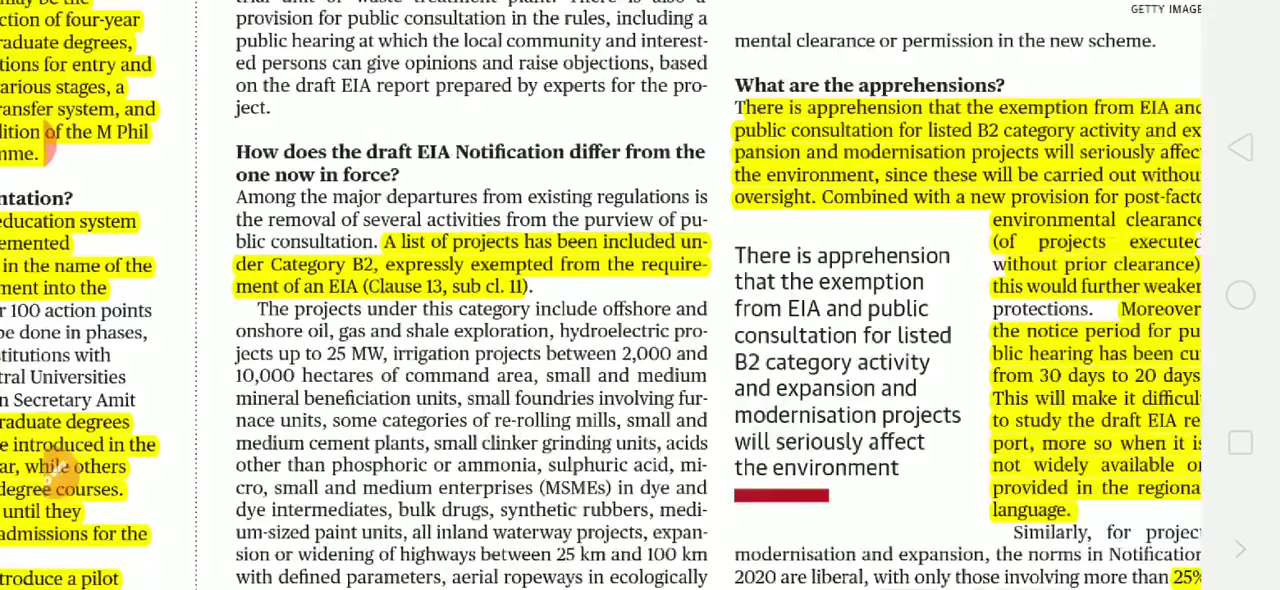 ction of four-year
raduate degrees,
tions for entry and
arious stages, a
ransfer system, and
lition of the M Phil
mme.
ntation?
education system
emented
in the name of the
ment into the
r 100 action points
be done in phases,
stitutions with
tral Universities
n Secretary Amit
raduate degrees
e introduced in the
ar, while others
degree courses.
until they
admissions for the
troduce a pilot
provision for public consultation in the rules, including a
public hearing at which the local community and interest-
ed persons can give opinions and raise objections, based
on the draft EIA report prepared by experts for the pro-
ject.
How does the draft EIA Notification differ from the
one now in force?
Among the major departures from existing regulations is
the removal of several activities from the purview of pu-
blic consultation. A list of projects has been included un-
der Category B2, expressly exempted from the require-
ment of an EIA (Clause 13, sub cl. 11).
The projects under this category include offshore and
onshore oil, gas and shale exploration, hydroelectric pro-
jects up to 25 MW, irrigation projects between 2,000 and
10,000 hectares of command area, small and medium
mineral beneficiation units, small foundries involving fur-
nace units, some categories of re-rolling mills, small and
medium cement plants, small clinker grinding units, acids
other than phosphoric or ammonia, sulphuric acid, mi-
cro, small and medium enterprises (MSMEs) in dye and
dye intermediates, bulk drugs, synthetic rubbers, medi-
um-sized paint units, all inland waterway projects, expan-
sion or widening of highways between 25 km and 100 km
with defined parameters, aerial ropeways in ecologically
GETTY IMAGE
mental clearance or permission in the new scheme.
What are the apprehensions?
There is apprehension that the exemption from EIA and
public consultation for listed B2 category activity and ex
pansion and modernisation projects will seriously affec
the environment, since these will be carried out withou
oversight. Combined with a new provision for post-facto
environmental clearance
(of projects executed
without prior clearance)
this would further weaken
protections. Moreover
the notice period for pu
blic hearing has been cu
from 30 days to 20 days
This will make it difficul
to study the draft EIA re
port, more so when it is
not widely available or
provided in the regiona
language.
There is apprehension
that the exemption
from EIA and public
consultation for listed
B2 category activity
and expansion and
modernisation projects
will seriously affect
the environment
Similarly, for projec
modernisation and expansion, the norms in Notification
2020 are liberal, with only those involving more than 25%